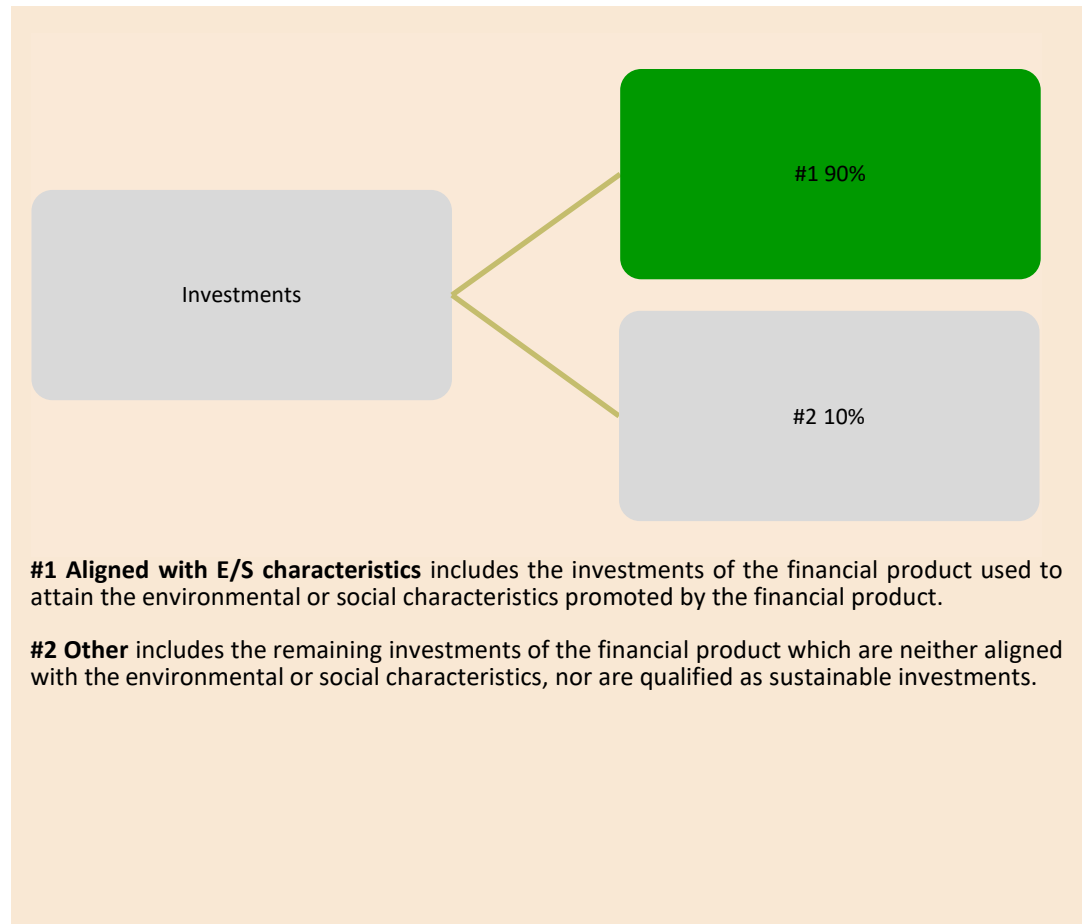 #1 90%
Investments
#2 10%
#1 Aligned with E/S characteristics includes the investments of the financial product used to
attain the environmental or social characteristics promoted by the financial product.
#2 Other includes the remaining investments of the financial product which are neither aligned
with the environmental or social characteristics, nor are qualified as sustainable investments.